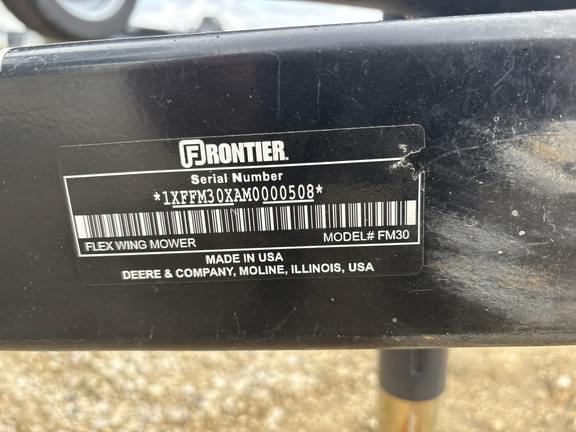 FRONTIER
Serial Number
*1XFFM30XAM0000508*
FLEX WING MOWER MODEL# FM30
MADE IN USA
DEERE & COMPANY, MOLINE, ILLINOIS, USA